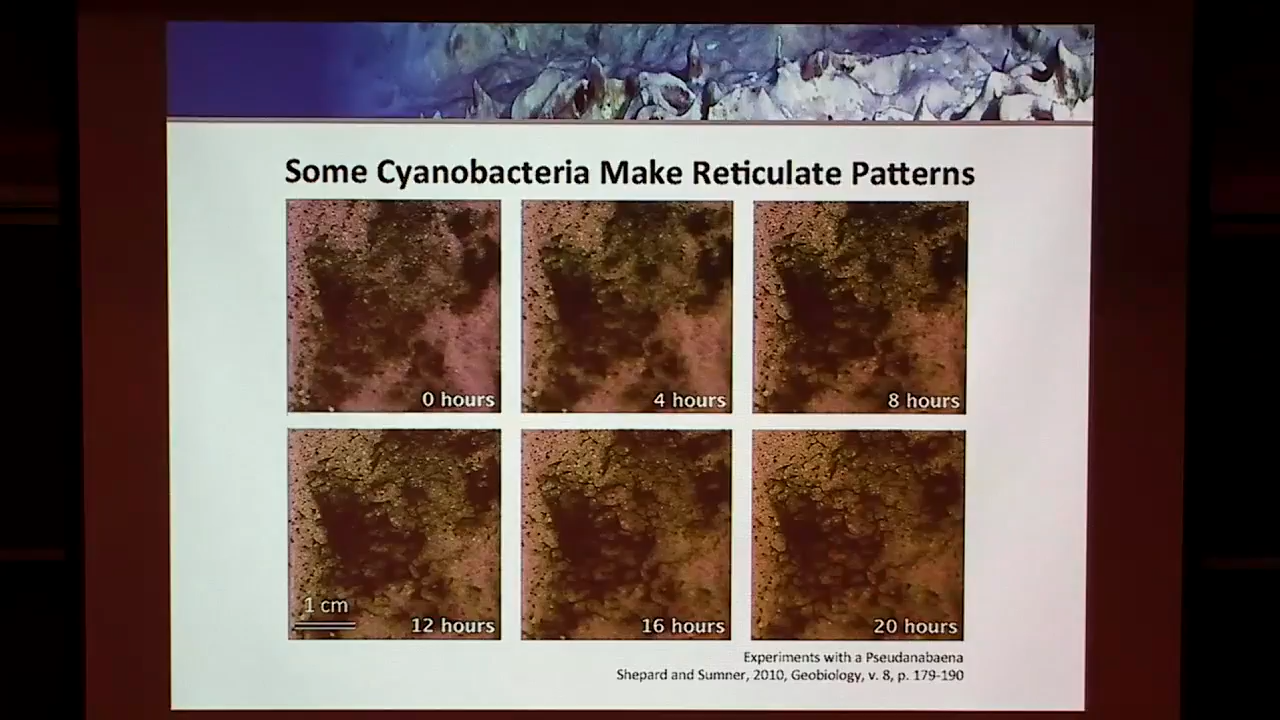 Some Cyanobacteria Make Reticulate Patterns
0 hours
4 hours
8 hours
1 cm
12 hours
16 hours
20 hours
Experiments with a Pseudanabaena
Shepard and Sumner, 2010, Geobiology, v. 8, p. 179-190